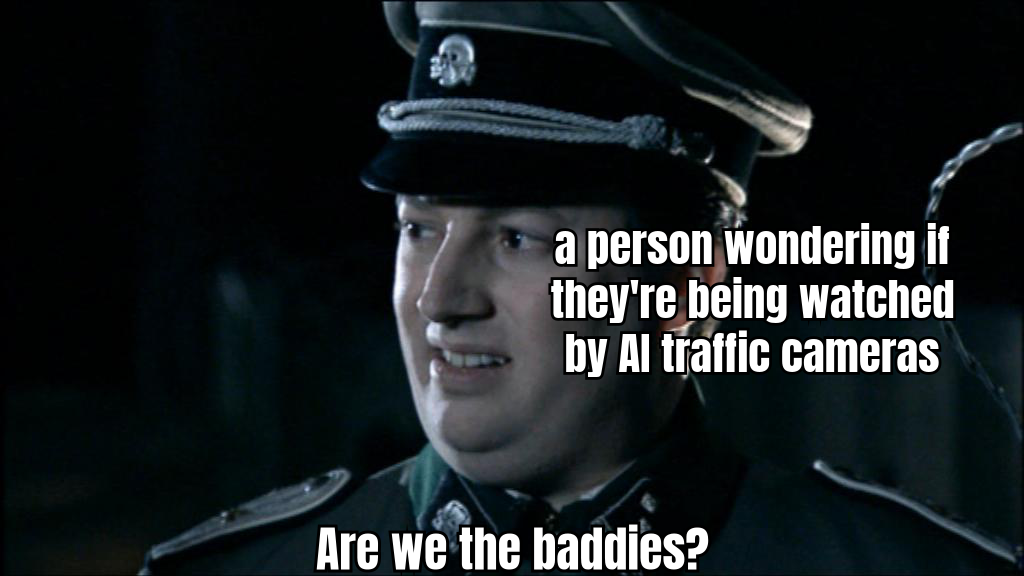 a person wondering if
they're being watched
by AI traffic cameras
Are we the baddies?